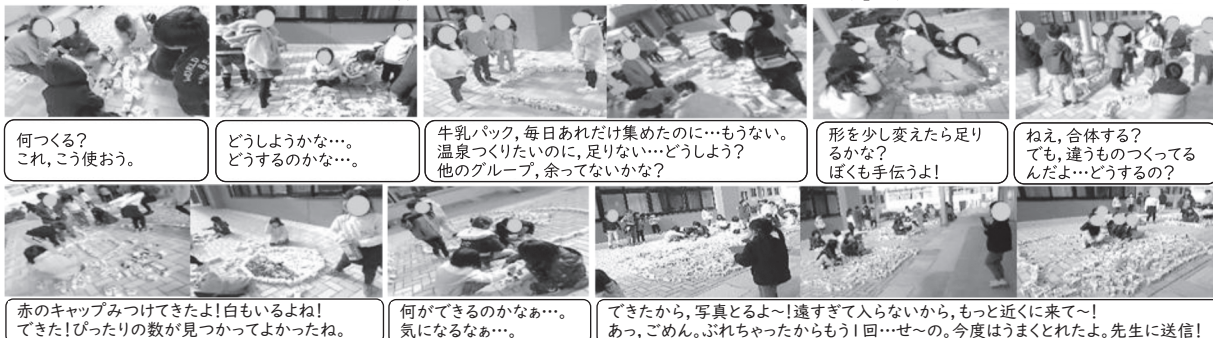 何つくる?
これ,こう使おう。
どうしようかな…。
どうするのかな…。
牛乳パック,毎日あれだけ集めたのに…もうない。
温泉つくりたいのに,足りない…どうしよう?
他のグループ,余ってないかな?
形を少し変えたら足り
るかな?
ぼくも手伝うよ!
ねえ,合体する?
でも,違うものつくってる
んだよ…どうするの?
赤のキャップみつけてきたよ!白もいるよね!
できた!ぴったりの数が見つかってよかったね。
何ができるのかなぁ…。
気になるなぁ…。
できたから,写真とるよ~!遠すぎて入らないから,もっと近くに来て~!
あっ,ごめん。ぶれちゃったからもう1回…せ~の。今度はうまくとれたよ。先生に送信!